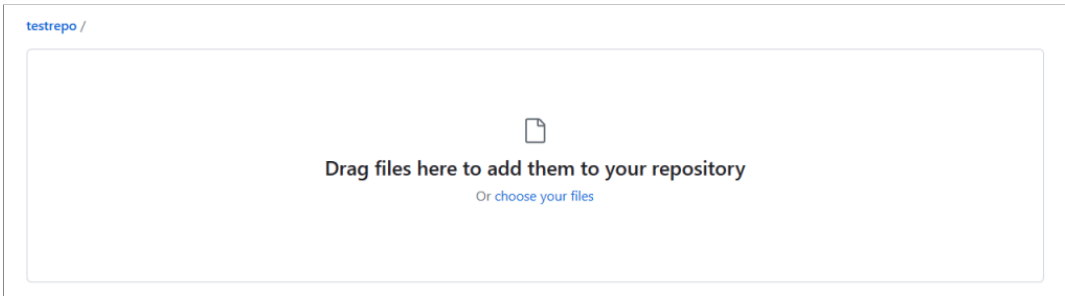 testrepo /
Drag files here to add them to your repository
Or choose your files